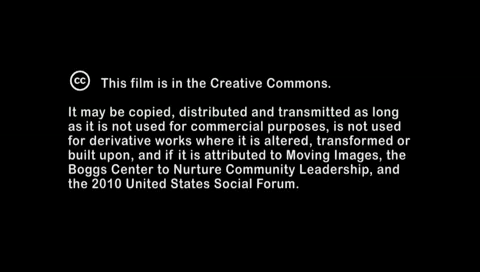 cc This film is in the Creative Commons.
It may be copied, distributed and transmitted as long
as it is not used for commercial purposes, is not used
for derivative works where it is altered, transformed or
built upon, and if it is attributed to Moving Images, the
Boggs Center to Nurture Community Leadership, and
the 2010 United States Social Forum.